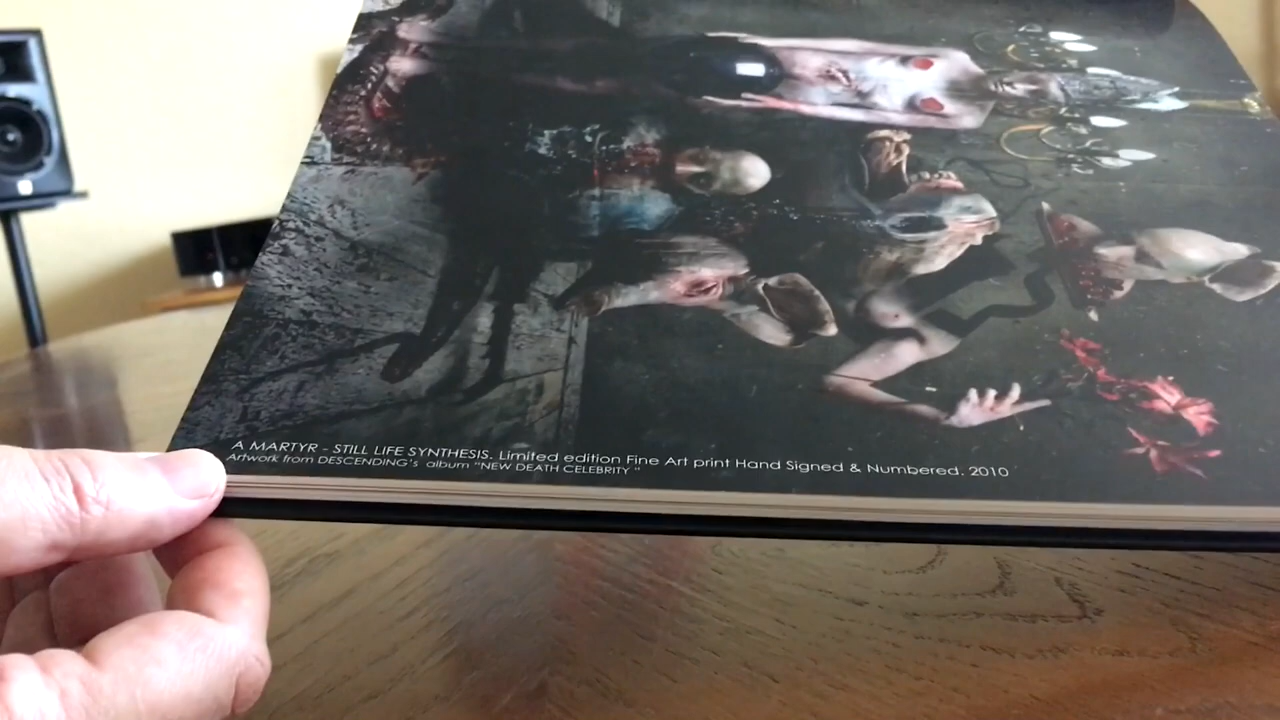 A MARTYR - STILL LIFE SYNTHESIS. Limited edition Fine Art print Hand Signed & Numbered. 2010
Artwork from DESCENDING's album "NEW DEATH CELEBRITY "